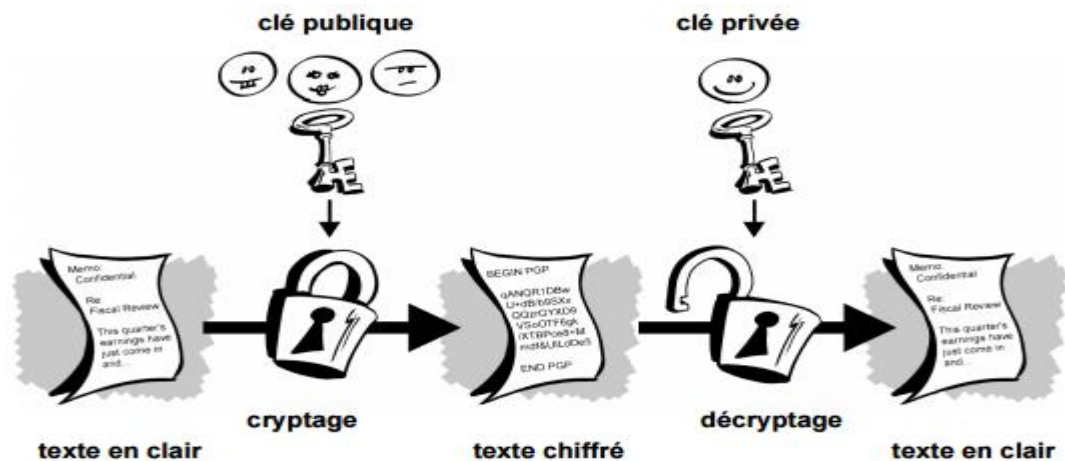 clé publique
clé privée
Memo:
Confidential
Re:
Fiscal Review
This quarter's
earnings have
just come in
and...
BEGIN PGP
END PGP
Memo:
Confidential
Re:
Fiscal Review
This quarter's
earnings have
just come in
and...
cryptage
décryptage
texte en clair
texte chiffré
texte en clair